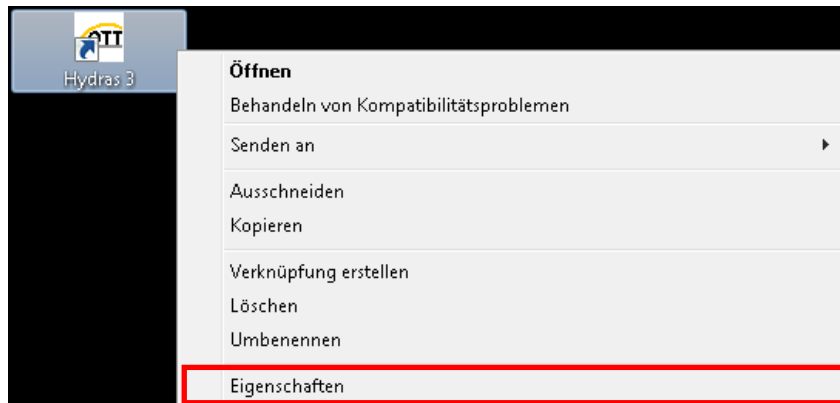 OTT
Hydras 3
Öffnen
Behandeln von Kompatibilitätsproblemen
Senden an
Ausschneiden
Kopieren
Verknüpfung erstellen
Löschen
Umbenennen
Eigenschaften